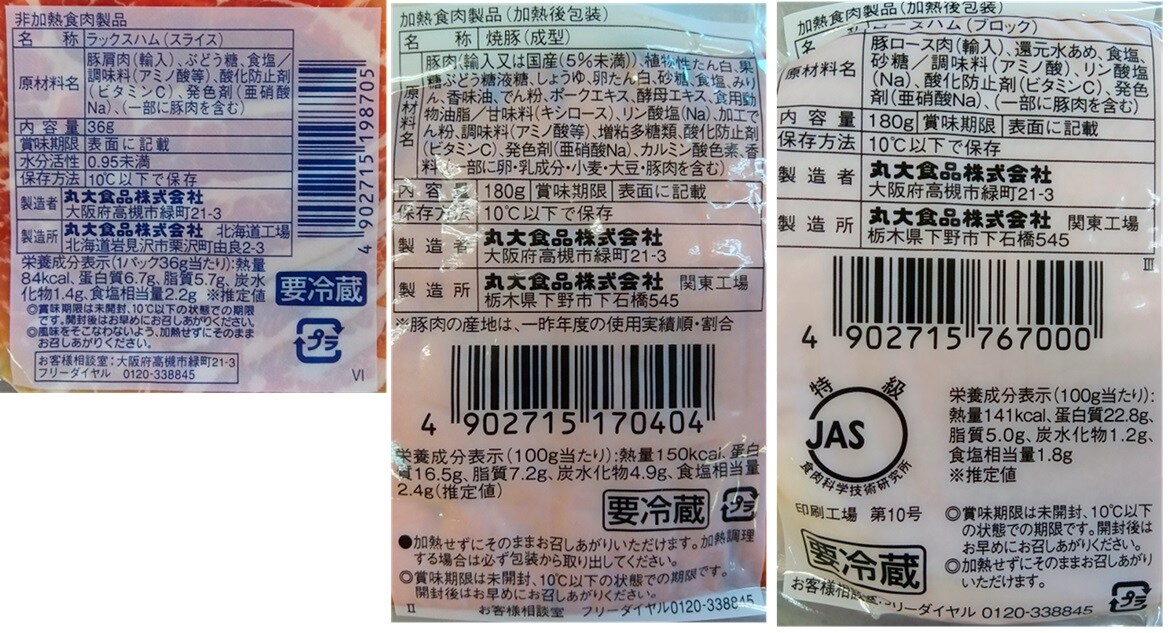 非加熱食肉製品
名 称 ラックスハム(スライス)
原材料名 豚肩肉(輸入)、ぶどう糖、食塩/
調味料(アミノ酸等)、酸化防止剤
(ビタミンC)、発色剤(亜硝酸
Na)、(一部に豚肉を含む)
内容量 36g
賞味期限 表面に記載
水分活性 0.95未満
保存方法 10℃以下で保存
製造者 丸大食品株式会社
大阪府高槻市緑町21-3
製造所 丸大食品株式会社 北海道工場
北海道岩見沢市栗沢町由良2-3
4 902715 198705
栄養成分表示(1パック36g当たり):熱量
84kcal、蛋白質6.7g、脂質5.7g、炭水
化物1.4g、食塩相当量2.2g ※推定値
要冷蔵
◎賞味期限は未開封、10℃以下の状態での期限
です。開封後はお早めにお召しあがりください。
◎風味をそこなわないよう、加熱せずにそのまま
お召しあがりください。
プラ
お客様相談室:大阪府高槻市緑町21-3
フリーダイヤル 0120-338845
VI
加熱食肉製品(加熱後包装)
名 称 焼豚(成型)
原材料名 豚肉(輸入又は国産(5%未満))、植物性たん白、果
糖ぶどう糖液糖、しょうゆ、卵たん白、砂糖、食塩、みり
ん、香味油、でん粉、ポークエキス、酵母エキス、食用動
物油脂/甘味料(キシロース)、リン酸塩(Na)、加工で
ん粉、調味料(アミノ酸等)、増粘多糖類、酸化防止剤
(ビタミンC)、発色剤(亜硝酸Na)、カルミン酸色素、香
料、(一部に卵・乳成分・小麦・大豆・豚肉を含む)
内容量 180g 賞味期限 表面に記載
保存方法 10℃以下で保存
製造者 丸大食品株式会社
大阪府高槻市緑町21-3
製造所 丸大食品株式会社 関東工場
栃木県下野市下石橋545
※豚肉の産地は、一昨年度の使用実績順・割合
4 902715 170404
栄養成分表示(100g当たり):熱量150kcal、蛋白
質16.5g、脂質7.2g、炭水化物4.9g、食塩相当量
2.4g(推定値)
要冷蔵 プラ
●加熱せずにそのままお召しあがりいただけます。加熱調理
する場合は必ず包装から取り出してください。
◎賞味期限は未開封、10℃以下の状態での期限です。
開封後はお早めにお召しあがりください。
II お客様相談室 フリーダイヤル0120-338845
加熱食肉製品(加熱後包装)
名 ロースハム(ブロック)
原材料名 豚ロース肉(輸入)、還元水あめ、食塩、
砂糖/調味料(アミノ酸)、リン酸塩
(Na)、酸化防止剤(ビタミンC)、発色
剤(亜硝酸Na)、(一部に豚肉を含む)
内容量 180g 賞味期限 表面に記載
保存方法 10℃以下で保存
製造者 丸大食品株式会社
大阪府高槻市緑町21-3
製造所 丸大食品株式会社 関東工場
栃木県下野市下石橋545
III
4 902715 767000
特級
JAS
食肉科学技術研究所
印刷工場 第10号
栄養成分表示(100g当たり):
熱量141kcal、蛋白質22.8g、
脂質5.0g、炭水化物1.2g、
食塩相当量1.8g
※推定値
◎賞味期限は未開封、10℃以下
の状態での期限です。開封後は
お早めにお召しあがりください。
◎加熱せずにそのままお召しあがり
いただけます。
要冷蔵
お客様相談室:フリーダイヤル 0120-338845
プラ